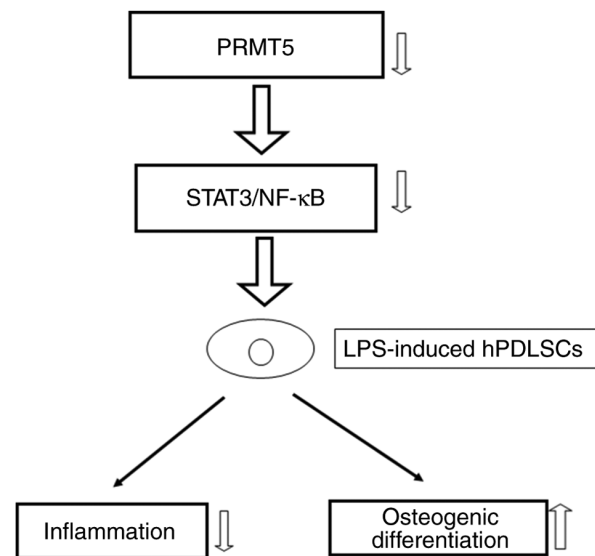 PRMT5
STAT3/NF-κB
LPS-induced hPDLSCs
Inflammation
Osteogenic
differentiation